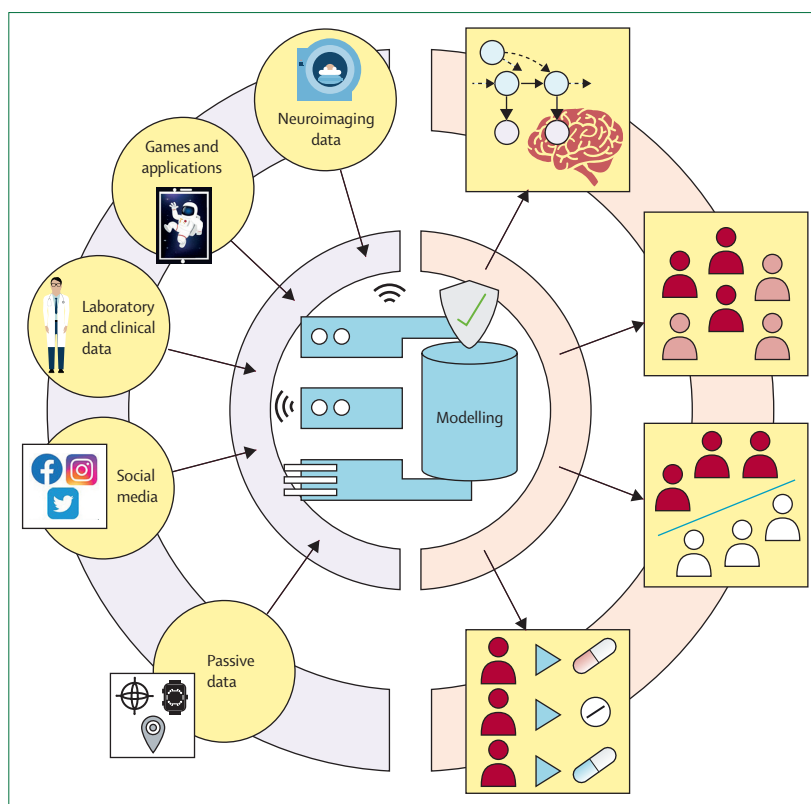 Neuroimaging
data
Games and
applications
Laboratory
and clinical
data
Social
media
Passive
data
Modelling